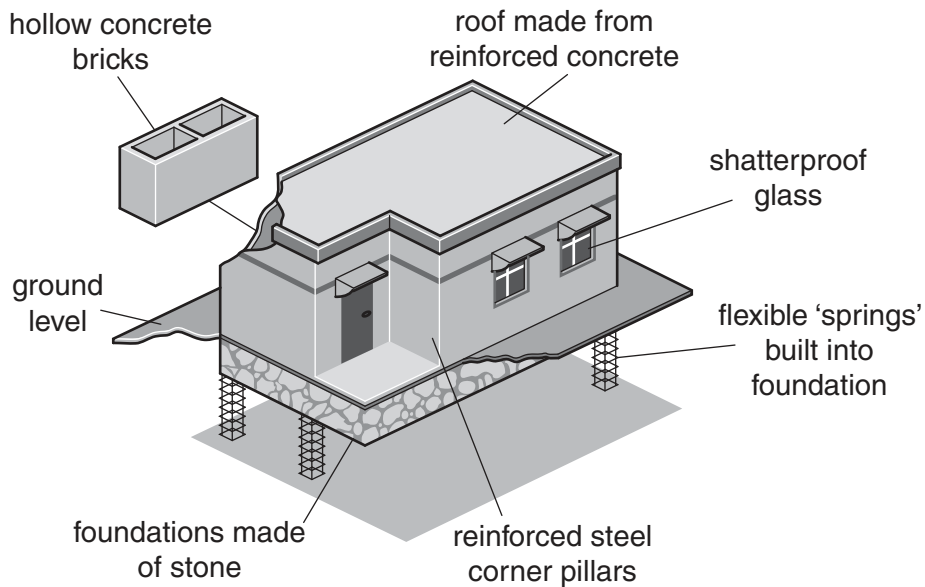 hollow concrete
bricks
roof made from
reinforced concrete
shatterproof
glass
ground
level
flexible ‘springs’
built into
foundation
foundations made
of stone
reinforced steel
corner pillars